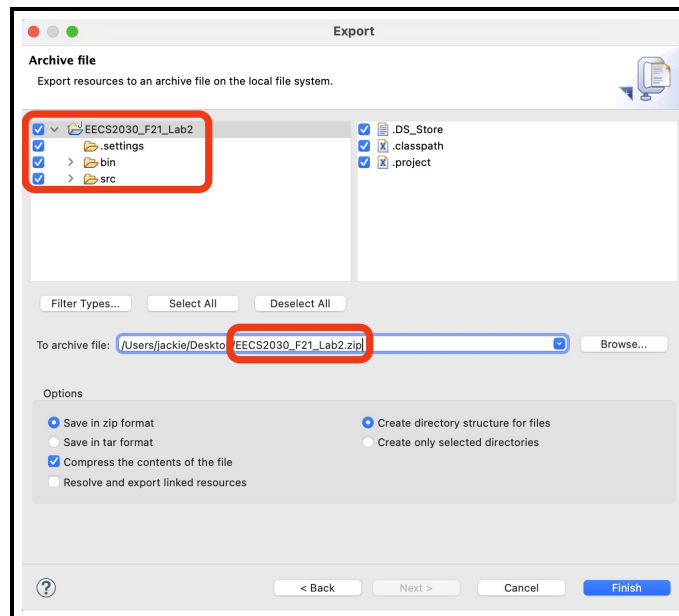 Export
Archive file
Export resources to an archive file on the local file system.
EECS2030_F21_Lab2
.settings
bin
src
.DS_Store
.classpath
.project
Filter Types...
Select All
Deselect All
To archive file:
/Users/jackie/Deskto /EECS2030_F21_Lab2.zip
Browse...
Options
Save in zip format
Save in tar format
Compress the contents of the file
Resolve and export linked resources
Create directory structure for files
Create only selected directories
?
< Back
Next >
Cancel
Finish